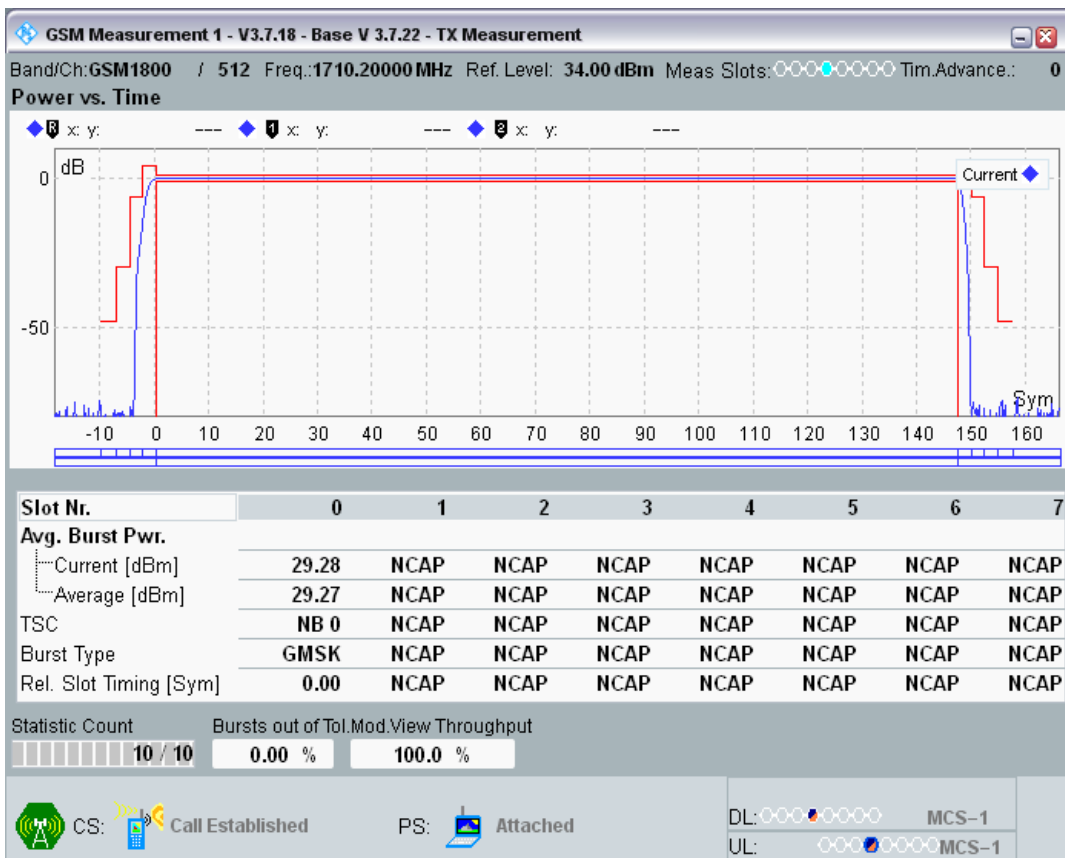 GSM Measurement 1 - V3.7.18 - Base V 3.7.22 - TX Measurement
Band/Ch:GSM1800 / 512 Freq.:1710.20000 MHz Ref. Level: 34.00 dBm Meas Slots: Tim.Advance.: 0
Power vs. Time
R x: y: --- 1 x: y: --- 2 x: y: ---
dB
Current
0
-50
Sym
-10 0 10 20 30 40 50 60 70 80 90 100 110 120 130 140 150 160
Slot Nr. 0 1 2 3 4 5 6 7
Avg. Burst Pwr.
Current [dBm] 29.28 NCAP NCAP NCAP NCAP NCAP NCAP NCAP
Average [dBm] 29.27 NCAP NCAP NCAP NCAP NCAP NCAP NCAP
TSC NB 0 NCAP NCAP NCAP NCAP NCAP NCAP NCAP
Burst Type GMSK NCAP NCAP NCAP NCAP NCAP NCAP NCAP
Rel. Slot Timing [Sym] 0.00 NCAP NCAP NCAP NCAP NCAP NCAP NCAP
Statistic Count Bursts out of Tol.Mod.View Throughput
10 / 10 0.00 % 100.0 %
CS: Call Established PS: Attached
DL: MCS-1
UL: MCS-1